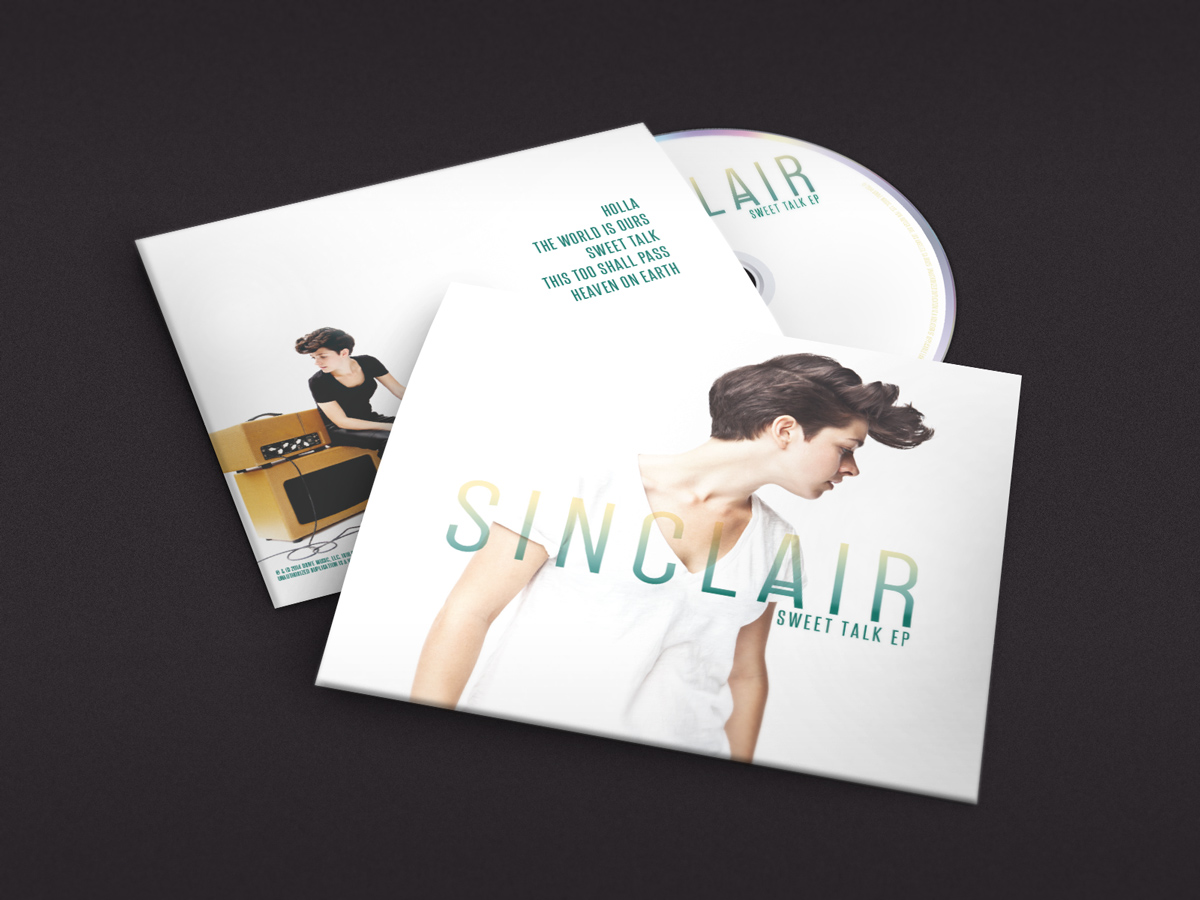 HOLLA
THE WORLD IS OURS
SWEET TALK
THIS TOO SHALL PASS
HEAVEN ON EARTH
LAIR
SWEET TALK EP
SINCLAIR
SWEET TALK EP